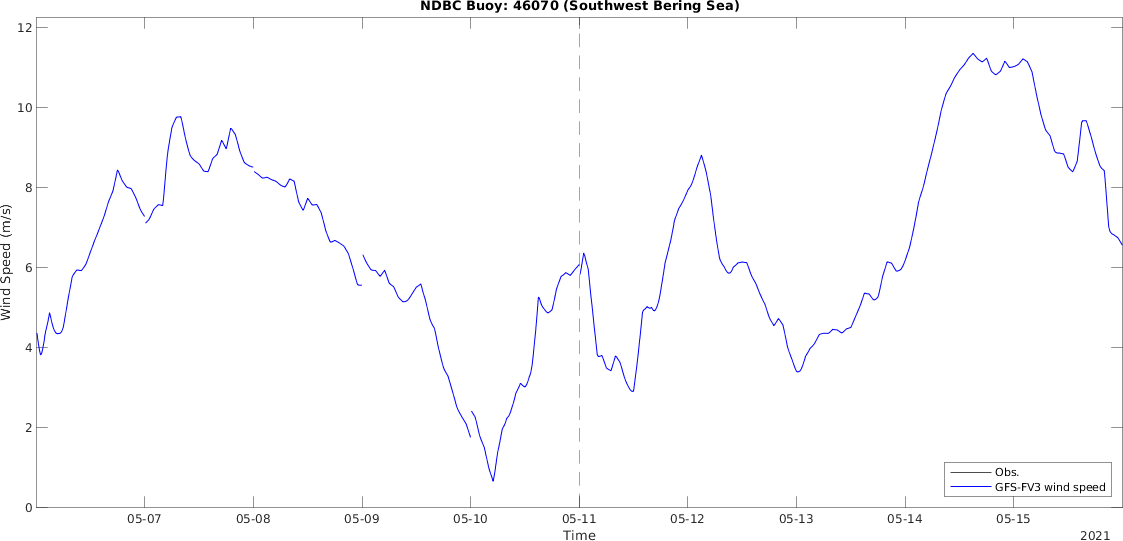 NDBC Buoy: 46070 (Southwest Bering Sea)
12
10
8
6
4
2
0
Wind Speed (m/s)
05-07 05-08 05-09 05-10 05-11 05-12 05-13 05-14 05-15
Time
2021
Obs.
GFS-FV3 wind speed